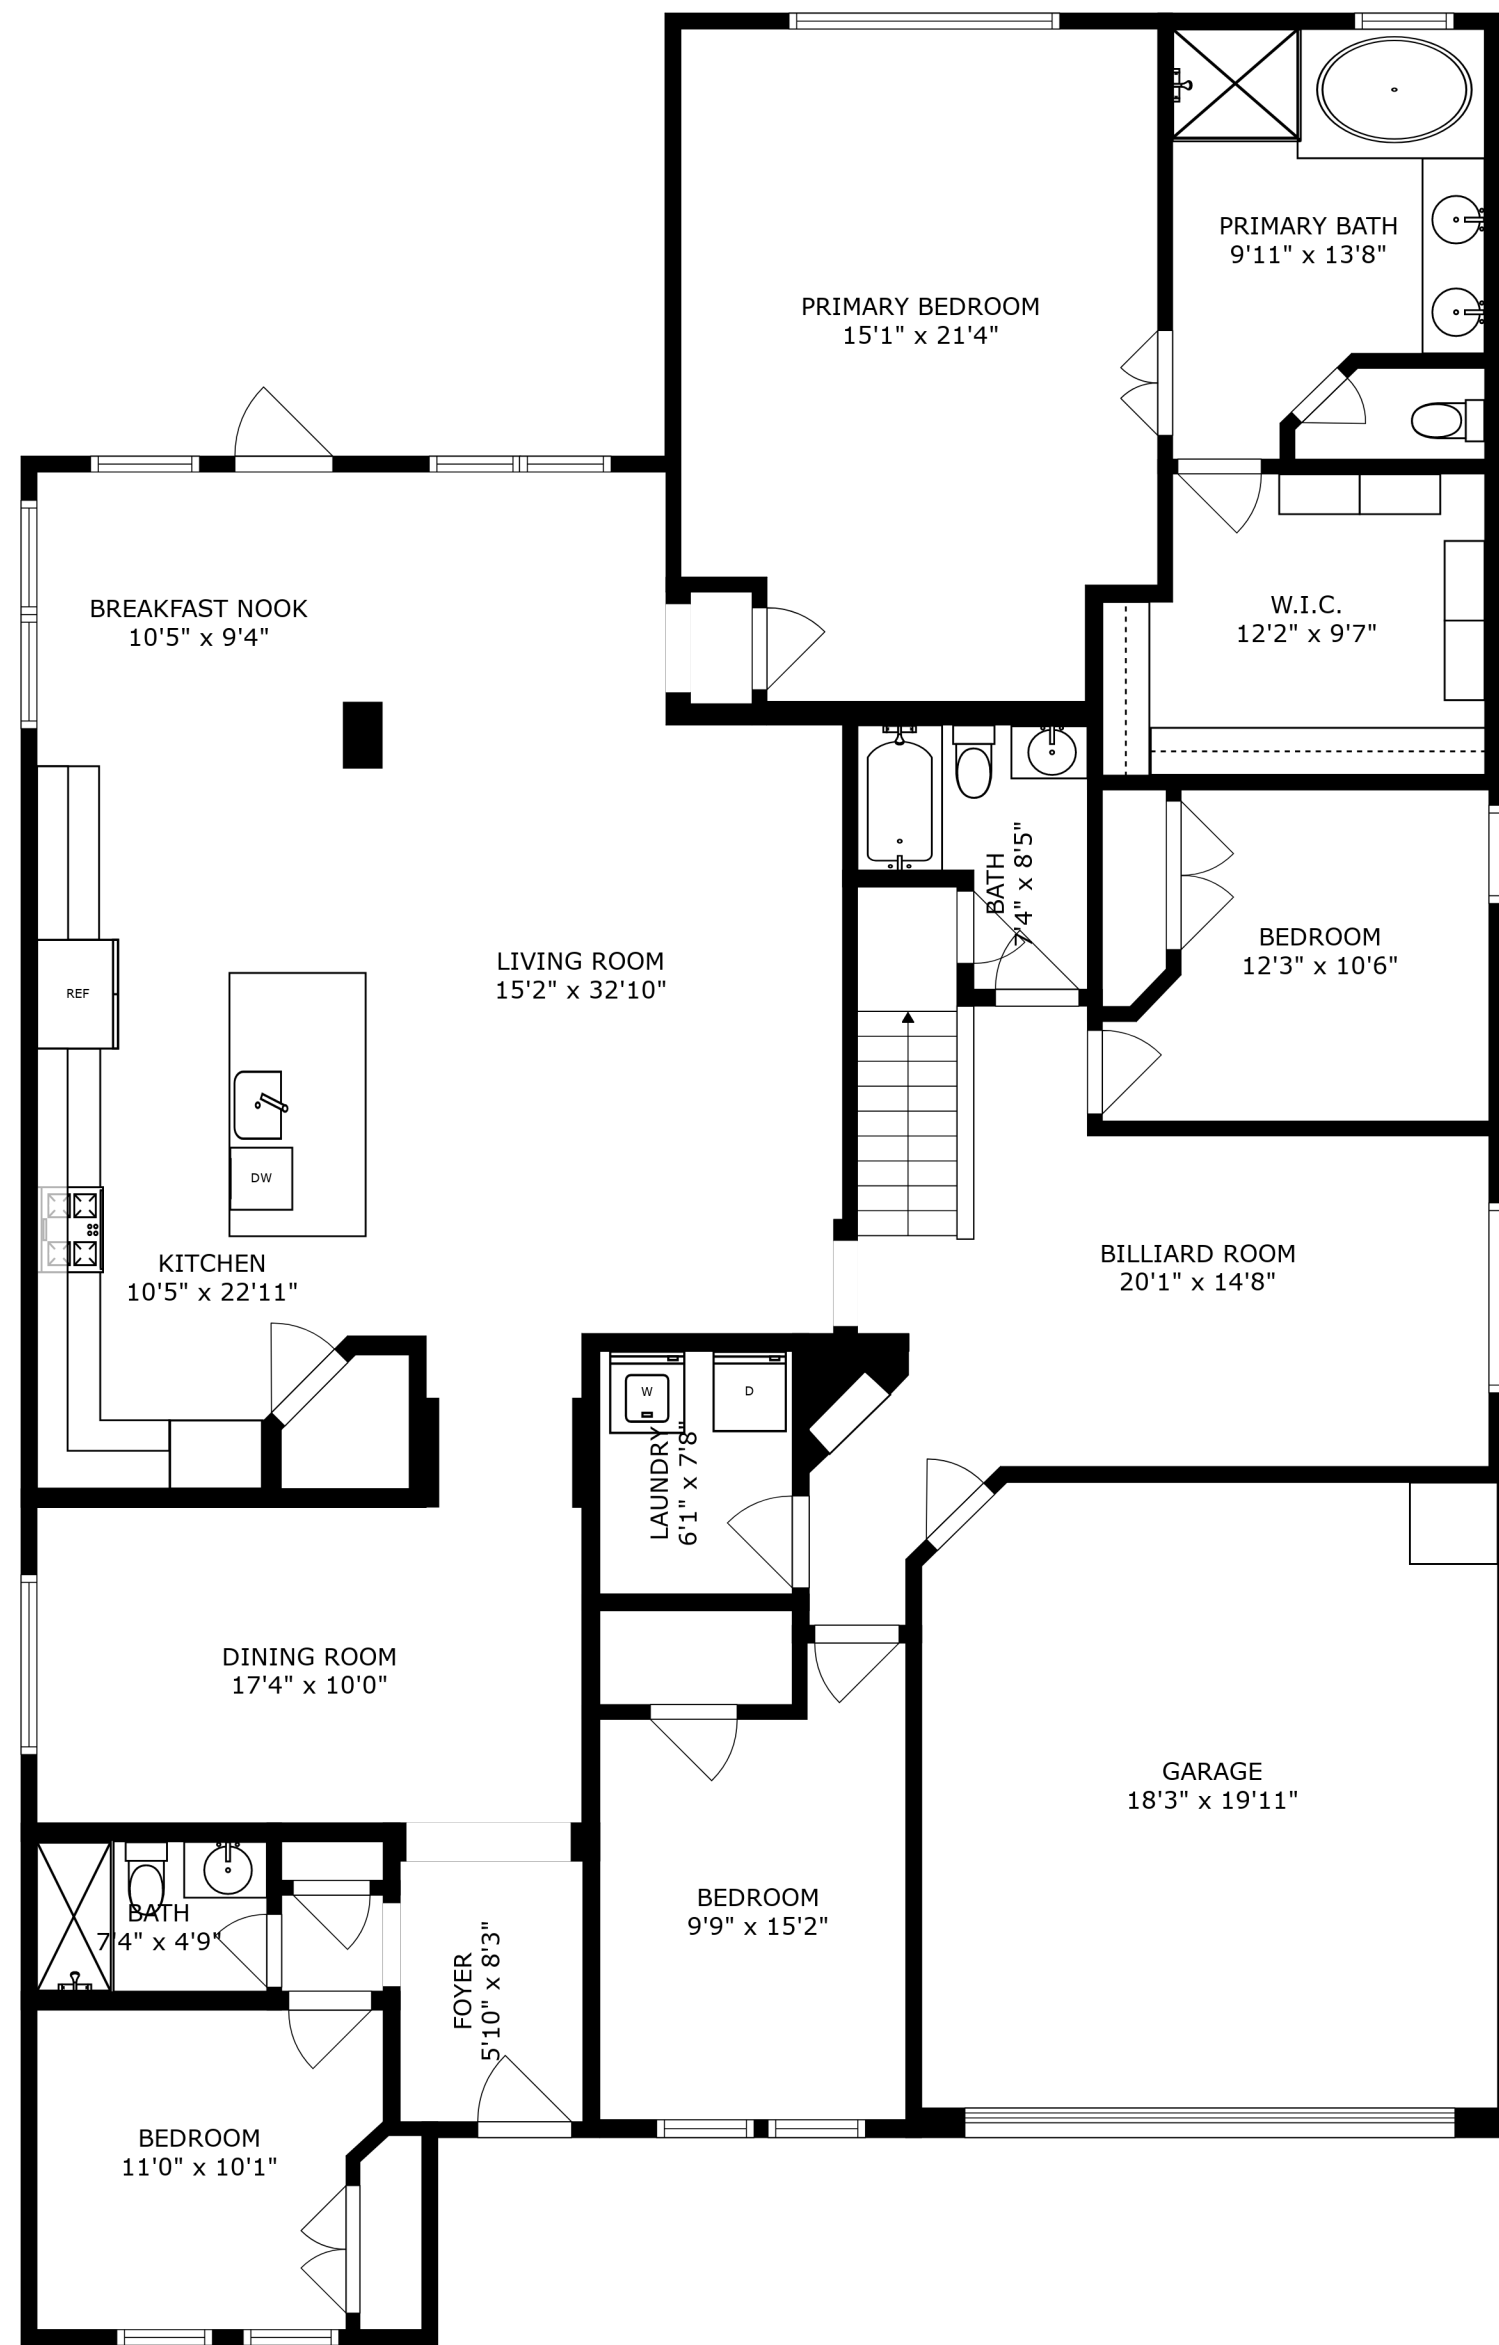 PRIMARY BATH
9'11" x 13'8"
PRIMARY BEDROOM
15'1" x 21'4"
BREAKFAST NOOK
10'5" x 9'4"
W.I.C.
12'2" x 9'7"
BATH
7'4" x 8'5"
BEDROOM
12'3" x 10'6"
LIVING ROOM
15'2" x 32'10"
REF
DW
KITCHEN
10'5" x 22'11"
BILLIARD ROOM
20'1" x 14'8"
W
D
LAUNDRY
6'1" x 7'8"
DINING ROOM
17'4" x 10'0"
GARAGE
18'3" x 19'11"
BEDROOM
9'9" x 15'2"
BATH
7'4" x 4'9"
FOYER
5'10" x 8'3"
BEDROOM
11'0" x 10'1"